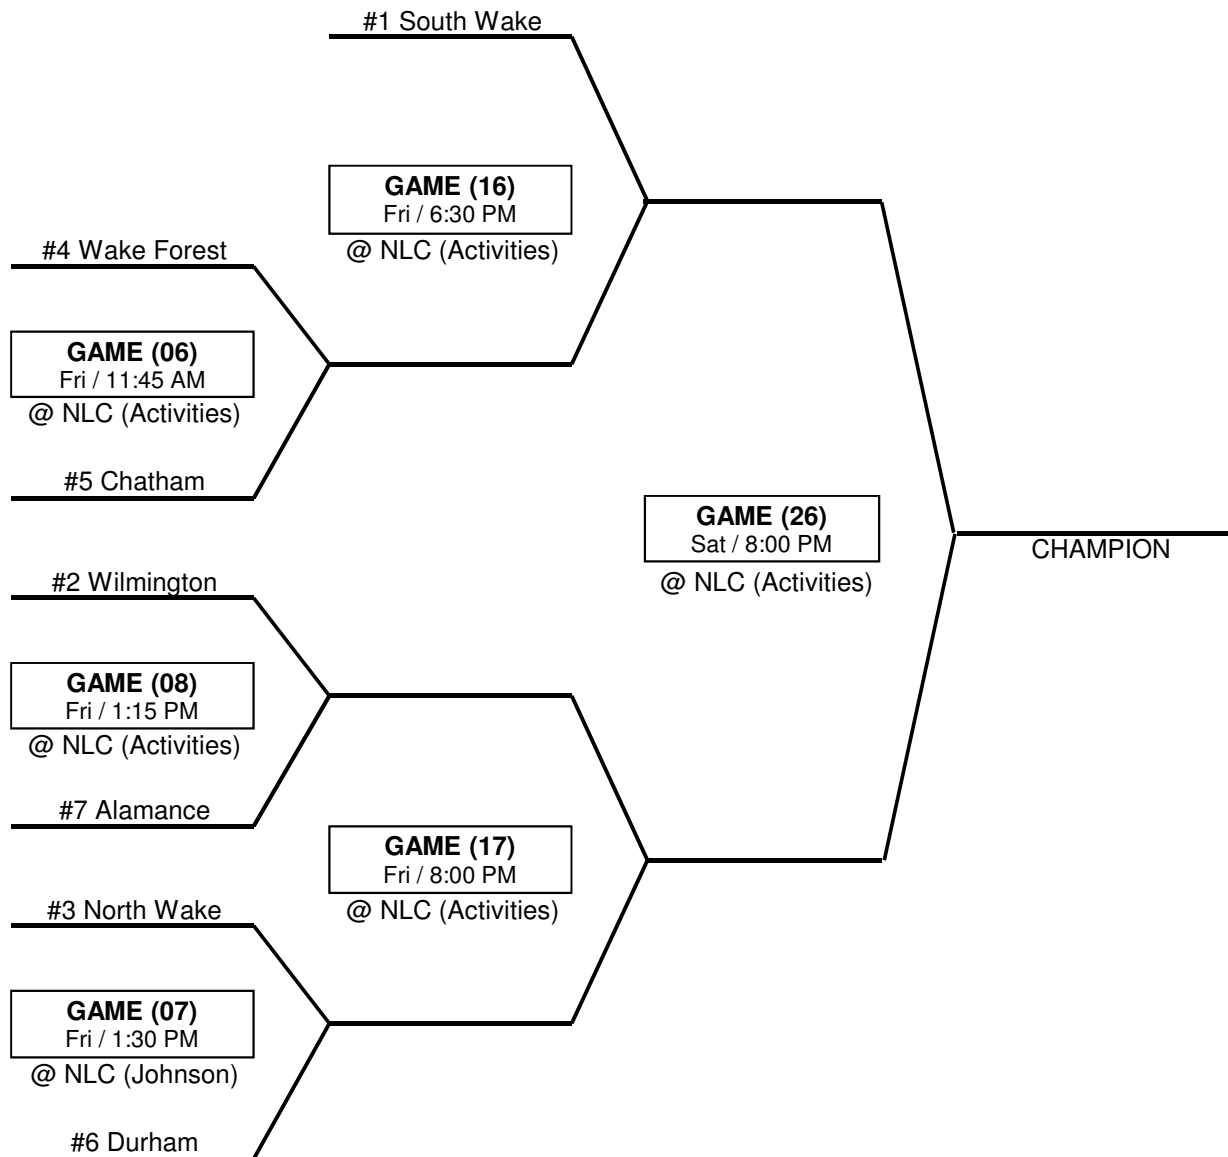 #1 South Wake
GAME (16)
Fri / 6:30 PM
@ NLC (Activities)
#4 Wake Forest
GAME (06)
Fri / 11:45 AM
@ NLC (Activities)
#5 Chatham
GAME (26)
Sat / 8:00 PM
@ NLC (Activities)
CHAMPION
#2 Wilmington
GAME (08)
Fri / 1:15 PM
@ NLC (Activities)
#7 Alamance
GAME (17)
Fri / 8:00 PM
@ NLC (Activities)
#3 North Wake
GAME (07)
Fri / 1:30 PM
@ NLC (Johnson)
#6 Durham